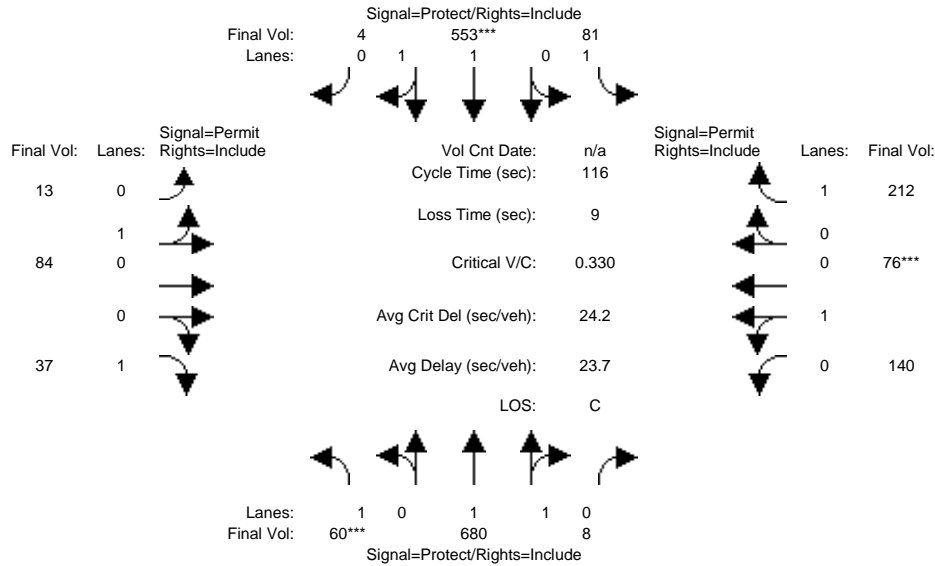 Signal=Protect/Rights=Include
Final Vol: 4 553*** 81
Lanes: 0 1 1 0 1
Signal=Permit
Final Vol: Lanes: Rights=Include
Vol Cnt Date: n/a
Signal=Permit
Rights=Include Lanes: Final Vol:
Cycle Time (sec): 116
13 0
1 212
Loss Time (sec): 9
1
0
84 0
Critical V/C: 0.330
0 76***
0
Avg Crit Del (sec/veh): 24.2
1
37 1
Avg Delay (sec/veh): 23.7
0 140
LOS: C
Lanes: 1 0 1 1 0
Final Vol: 60*** 680 8
Signal=Protect/Rights=Include